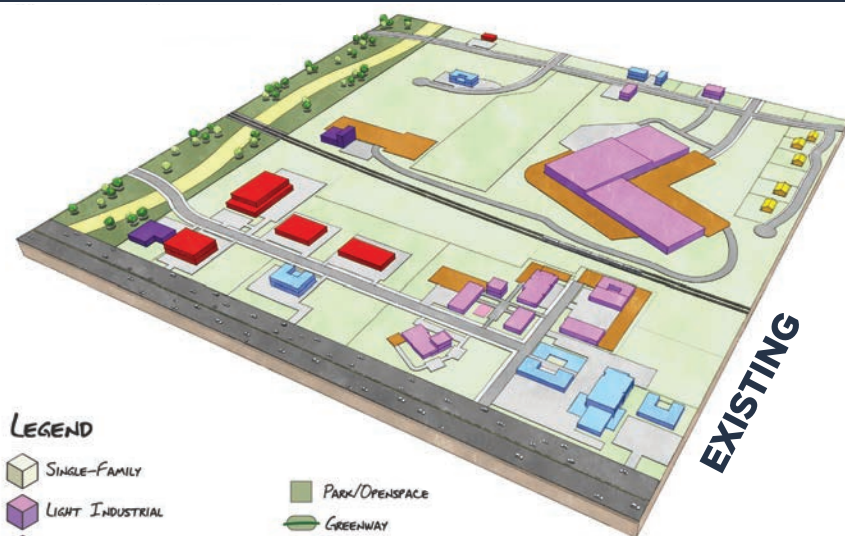 EXISTING
LEGEND
SINGLE-FAMILY
LIGHT INDUSTRIAL
PARK/OPENSPACE
GREENWAY